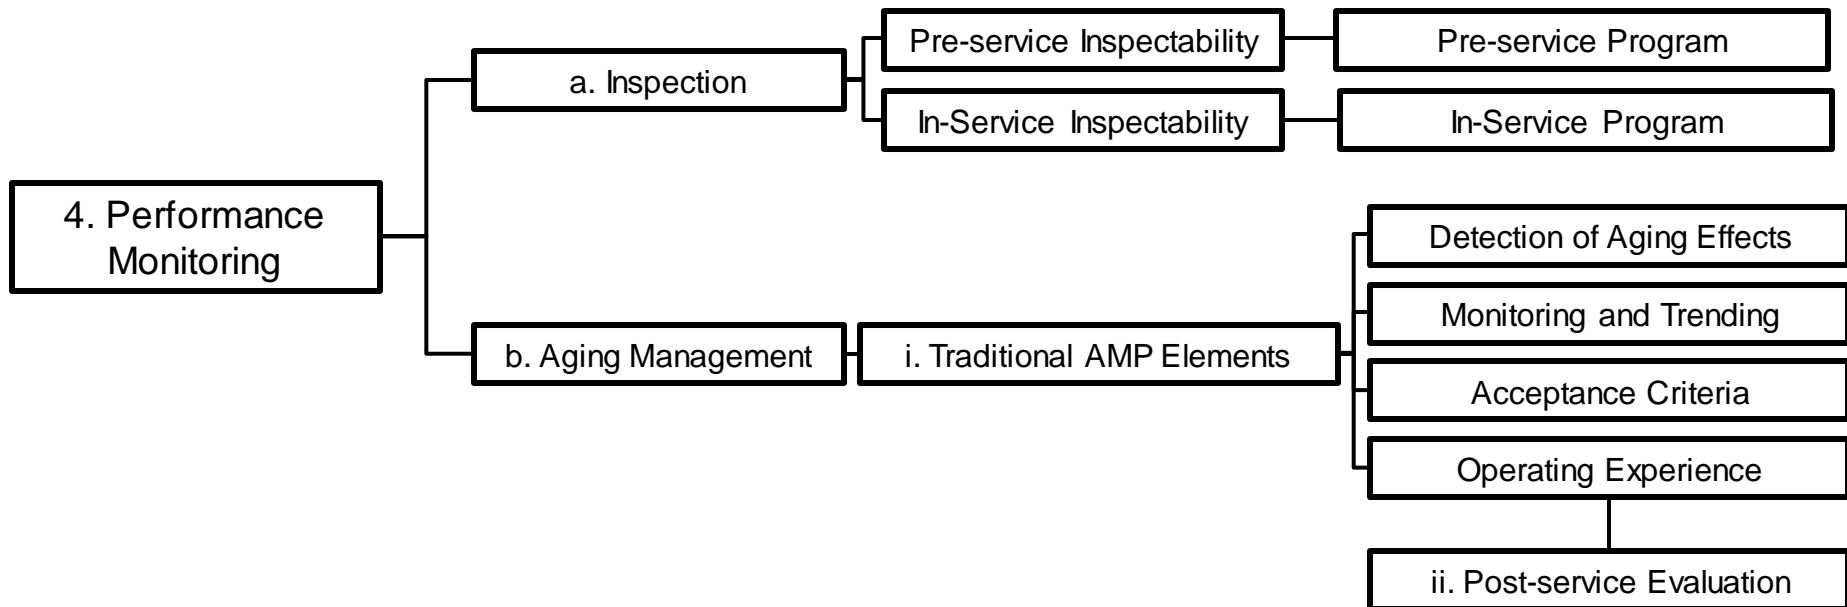 Pre-service Inspectability
Pre-service Program
a. Inspection
In-Service Inspectability
In-Service Program
4. Performance
Monitoring
Detection of Aging Effects
Monitoring and Trending
b. Aging Management
i. Traditional AMP Elements
Acceptance Criteria
Operating Experience
ii. Post-service Evaluation